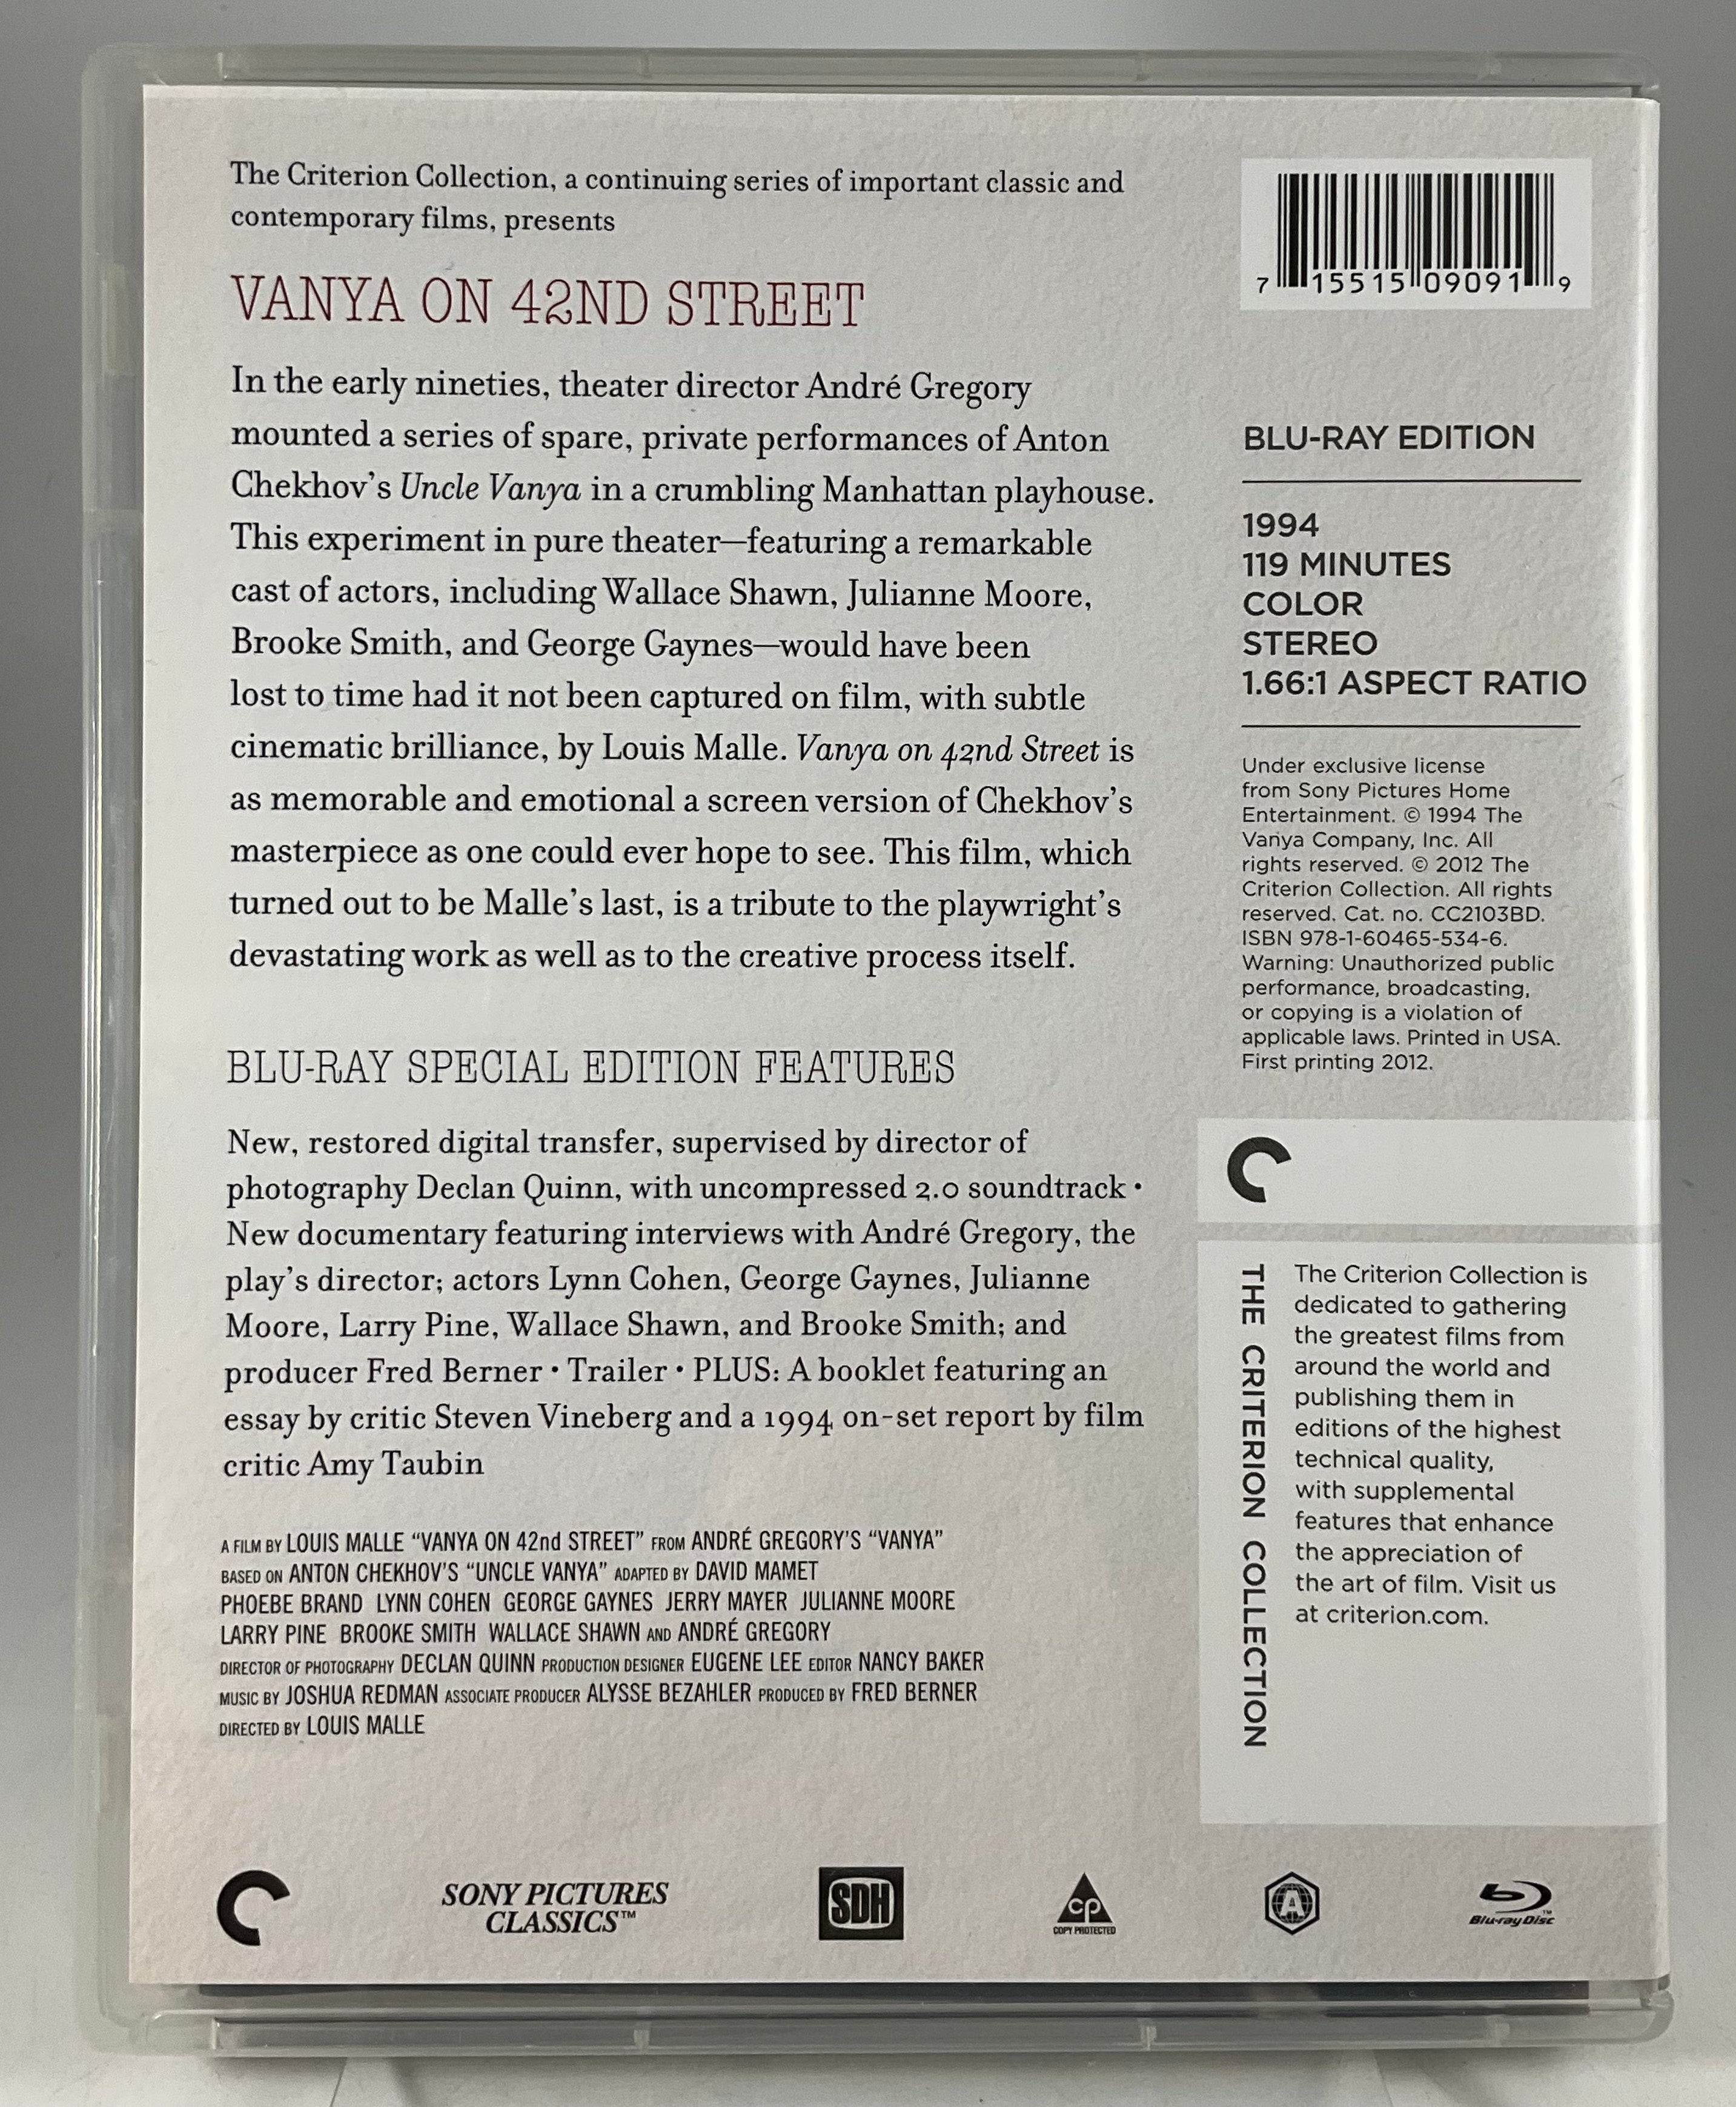 The Criterion Collection, a continuing series of important classic and
contemporary films, presents
VANYA ON 42ND STREET
In the early nineties, theater director André Gregory
mounted a series of spare, private performances of Anton
Chekhov’s Uncle Vanya in a crumbling Manhattan playhouse.
This experiment in pure theater—featuring a remarkable
cast of actors, including Wallace Shawn, Julianne Moore,
Brooke Smith, and George Gaynes—would have been
lost to time had it not been captured on film, with subtle
cinematic brilliance, by Louis Malle. Vanya on 42nd Street is
as memorable and emotional a screen version of Chekhov’s
masterpiece as one could ever hope to see. This film, which
turned out to be Malle’s last, is a tribute to the playwright’s
devastating work as well as to the creative process itself.
BLU-RAY SPECIAL EDITION FEATURES
New, restored digital transfer, supervised by director of
photography Declan Quinn, with uncompressed 2.0 soundtrack •
New documentary featuring interviews with André Gregory, the
play’s director; actors Lynn Cohen, George Gaynes, Julianne
Moore, Larry Pine, Wallace Shawn, and Brooke Smith; and
producer Fred Berner • Trailer • PLUS: A booklet featuring an
essay by critic Steven Vineberg and a 1994 on-set report by film
critic Amy Taubin
A FILM BY LOUIS MALLE “VANYA ON 42nd STREET” FROM ANDRÉ GREGORY’S “VANYA”
BASED ON ANTON CHEKHOV’S “UNCLE VANYA” ADAPTED BY DAVID MAMET
PHOEBE BRAND LYNN COHEN GEORGE GAYNES JERRY MAYER JULIANNE MOORE
LARRY PINE BROOKE SMITH WALLACE SHAWN AND ANDRÉ GREGORY
DIRECTOR OF PHOTOGRAPHY DECLAN QUINN PRODUCTION DESIGNER EUGENE LEE EDITOR NANCY BAKER
MUSIC BY JOSHUA REDMAN ASSOCIATE PRODUCER ALYSSE BEZAHLER PRODUCED BY FRED BERNER
DIRECTED BY LOUIS MALLE
7 15515 09091 9
BLU-RAY EDITION
1994
119 MINUTES
COLOR
STEREO
1.66:1 ASPECT RATIO
Under exclusive license
from Sony Pictures Home
Entertainment. © 1994 The
Vanya Company, Inc. All
rights reserved. © 2012 The
Criterion Collection. All rights
reserved. Cat. no. CC2103BD.
ISBN 978-1-60465-534-6.
Warning: Unauthorized public
performance, broadcasting,
or copying is a violation of
applicable laws. Printed in USA.
First printing 2012.
THE CRITERION COLLECTION
The Criterion Collection is
dedicated to gathering
the greatest films from
around the world and
publishing them in
editions of the highest
technical quality,
with supplemental
features that enhance
the appreciation of
the art of film. Visit us
at criterion.com.
SONY PICTURES
CLASSICS™
SDH
cp
COPY PROTECTED
A
Blu-ray Disc™